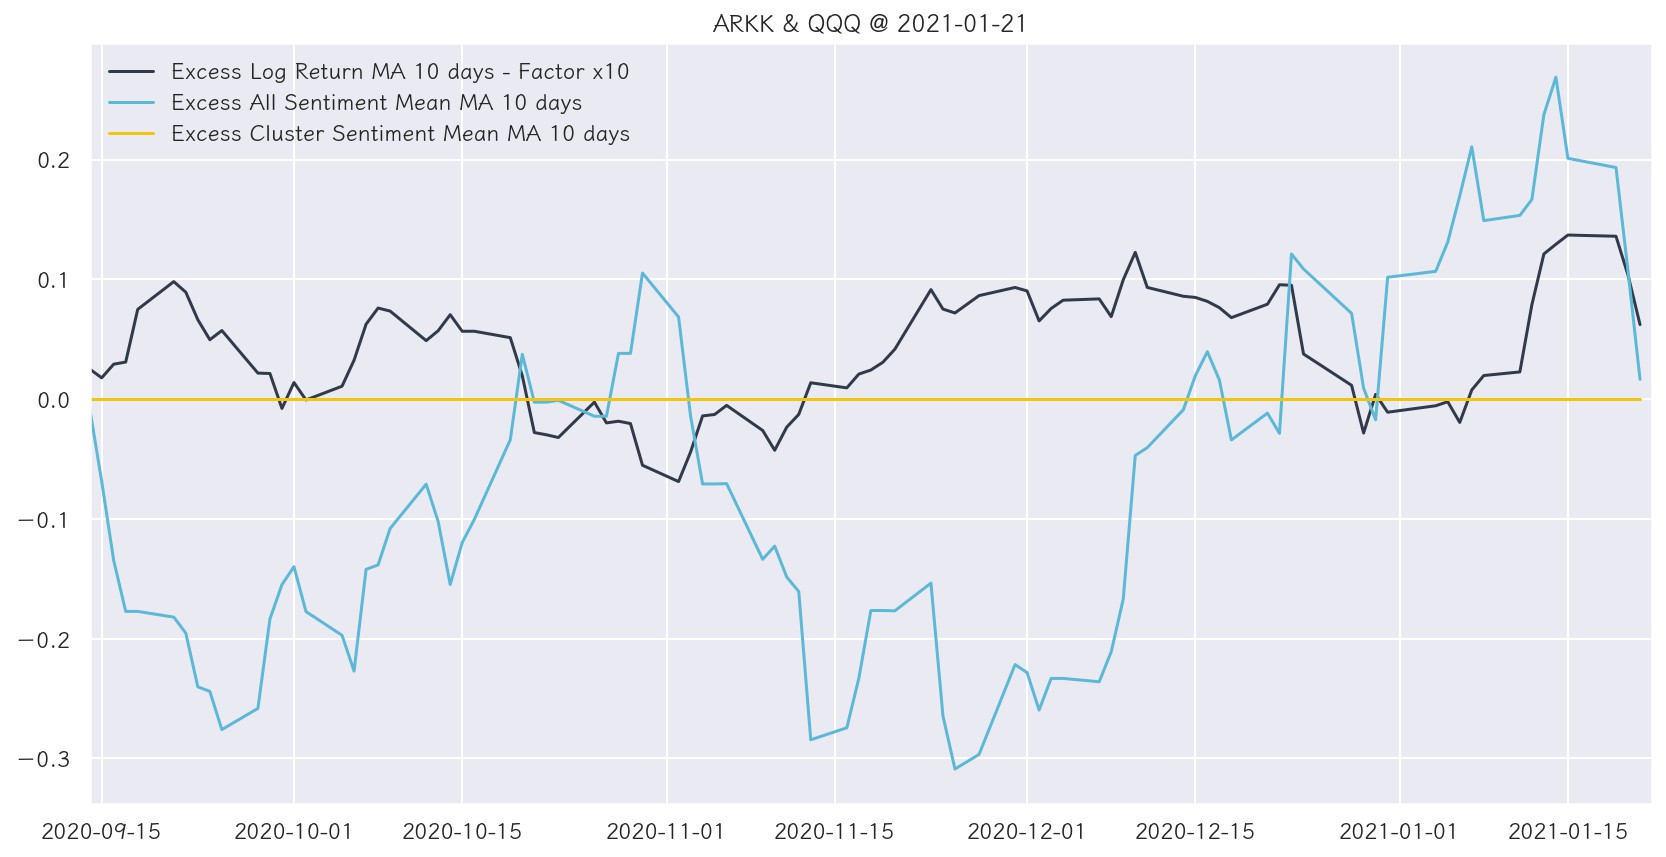 ARKK & QQQ @ 2021-01-21
Excess Log Return MA 10 days - Factor x10
Excess All Sentiment Mean MA 10 days
Excess Cluster Sentiment Mean MA 10 days
0.2
0.1
0.0
−0.1
−0.2
−0.3
2020-09-15 2020-10-01 2020-10-15 2020-11-01 2020-11-15 2020-12-01 2020-12-15 2021-01-01 2021-01-15